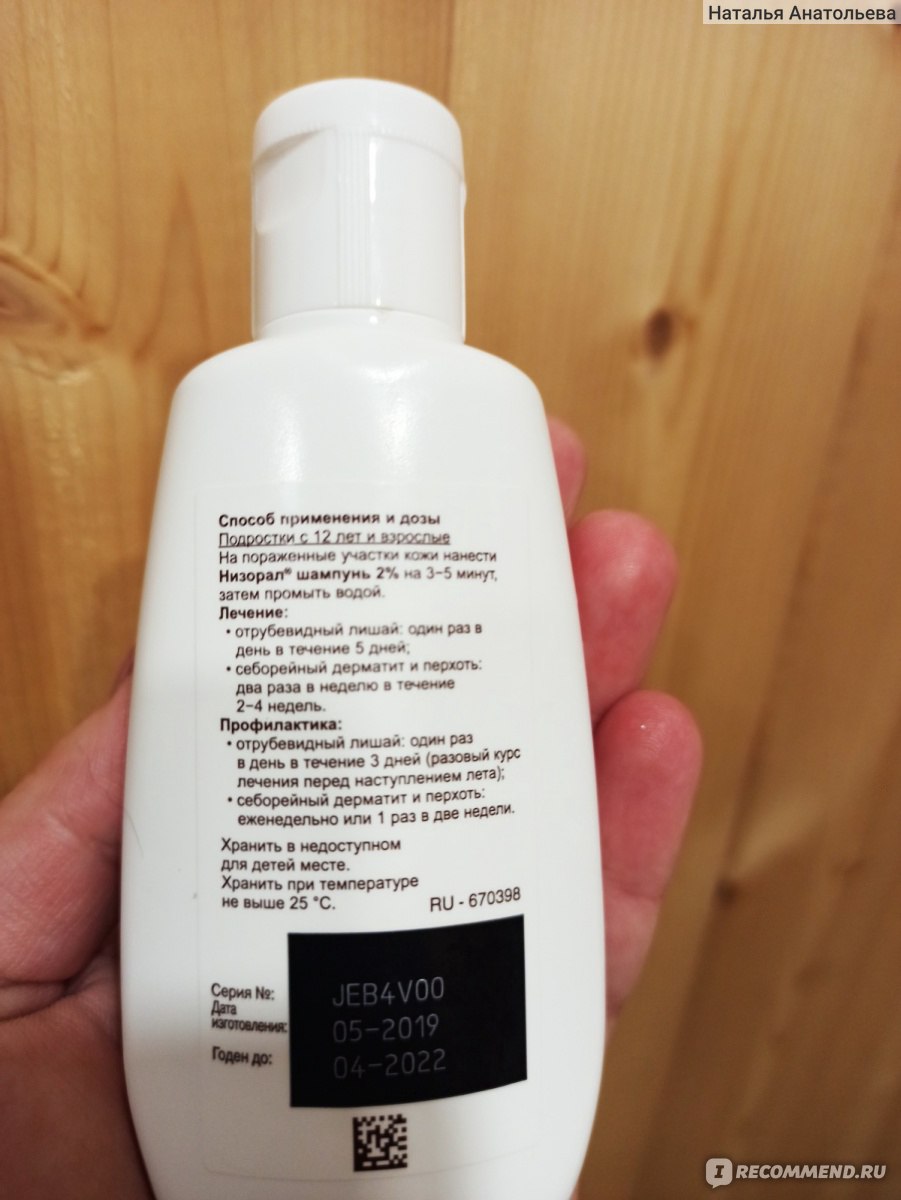 Наталья Анатольева
Способ применения и дозы
Подростки с 12 лет и взрослые
На пораженные участки кожи нанести
Низорал® шампунь 2% на 3–5 минут,
затем промыть водой.
Лечение:
• отрубевидный лишай: один раз в
день в течение 5 дней;
• себорейный дерматит и перхоть:
два раза в неделю в течение
2–4 недель.
Профилактика:
• отрубевидный лишай: один раз
в день в течение 3 дней (разовый курс
лечения перед наступлением лета);
• себорейный дерматит и перхоть:
еженедельно или 1 раз в две недели.
Хранить в недоступном
для детей месте.
Хранить при температуре
не выше 25 °C.
RU - 670398
Серия №: JEB4V00
Дата
изготовления: 05-2019
Годен до: 04-2022
IRECOMMEND.RU